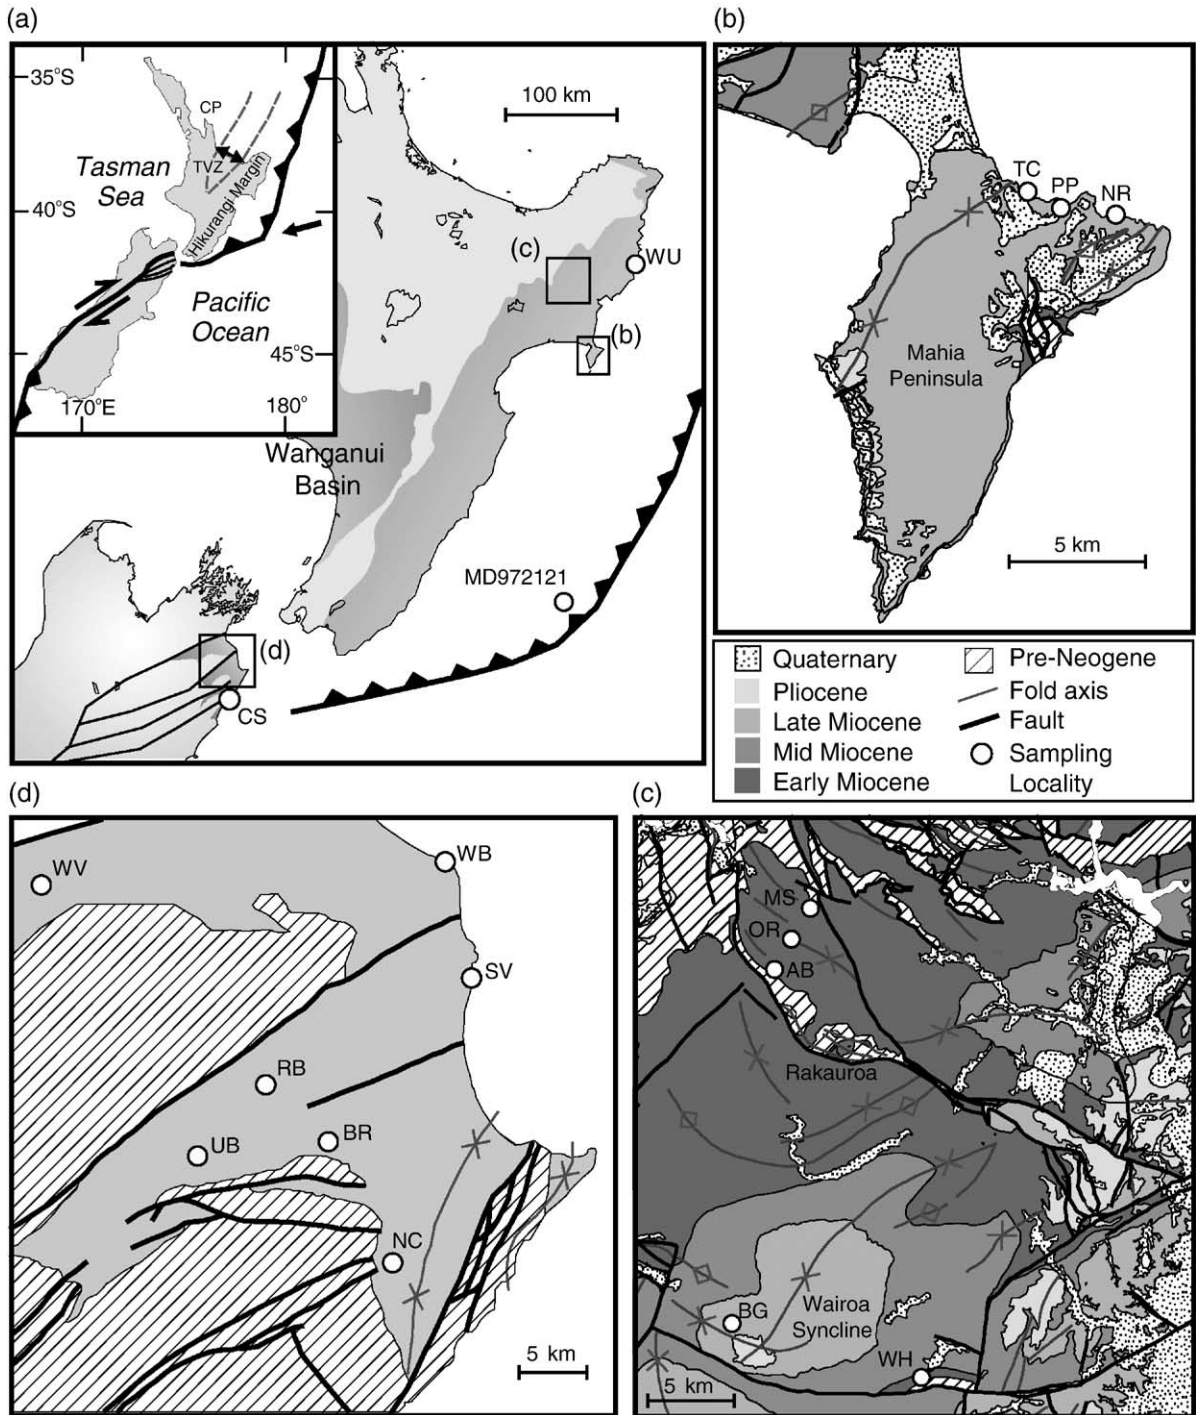 (a)
35°S
CP
Tasman
Sea
TVZ
40°S
Hikurangi Margin
Pacific
Ocean
45°S
170°E
180°
100 km
WU
(c)
(b)
Wanganui
Basin
MD972121
(d)
CS
(b)
TC
PP
NR
Mahia
Peninsula
5 km
Quaternary
Pliocene
Late Miocene
Mid Miocene
Early Miocene
Pre-Neogene
Fold axis
Fault
Sampling
Locality
(d)
WV
WB
SV
RB
UB
BR
NC
5 km
(c)
MS
OR
AB
Rakauroa
BG
Wairoa
Syncline
WH
5 km